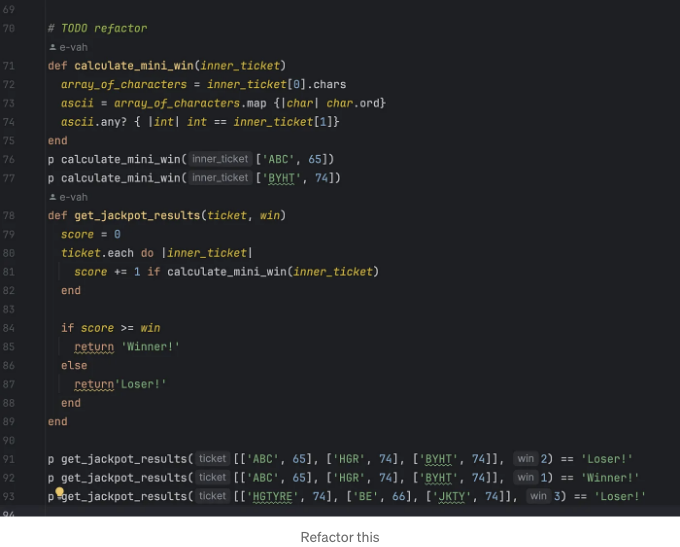 69
70 # TODO refactor
e-vah
71 def calculate_mini_win(inner_ticket)
72 array_of_characters = inner_ticket[0].chars
73 ascii = array_of_characters.map {|char| char.ord}
74 ascii.any? { |int| int == inner_ticket[1]}
75 end
76 p calculate_mini_win( inner_ticket ['ABC', 65])
77 p calculate_mini_win( inner_ticket ['BYHT', 74])
e-vah
78 def get_jackpot_results(ticket, win)
79 score = 0
80 ticket.each do |inner_ticket|
81 score += 1 if calculate_mini_win(inner_ticket)
82 end
83
84 if score >= win
85 return 'Winner!'
86 else
87 return'Loser!'
88 end
89 end
90
91 p get_jackpot_results( ticket [['ABC', 65], ['HGR', 74], ['BYHT', 74]], win 2) == 'Loser!'
92 p get_jackpot_results( ticket [['ABC', 65], ['HGR', 74], ['BYHT', 74]], win 1) == 'Winner!'
93 p get_jackpot_results( ticket [['HGTYRE', 74], ['BE', 66], ['JKTY', 74]], win 3) == 'Loser!'
94
Refactor this